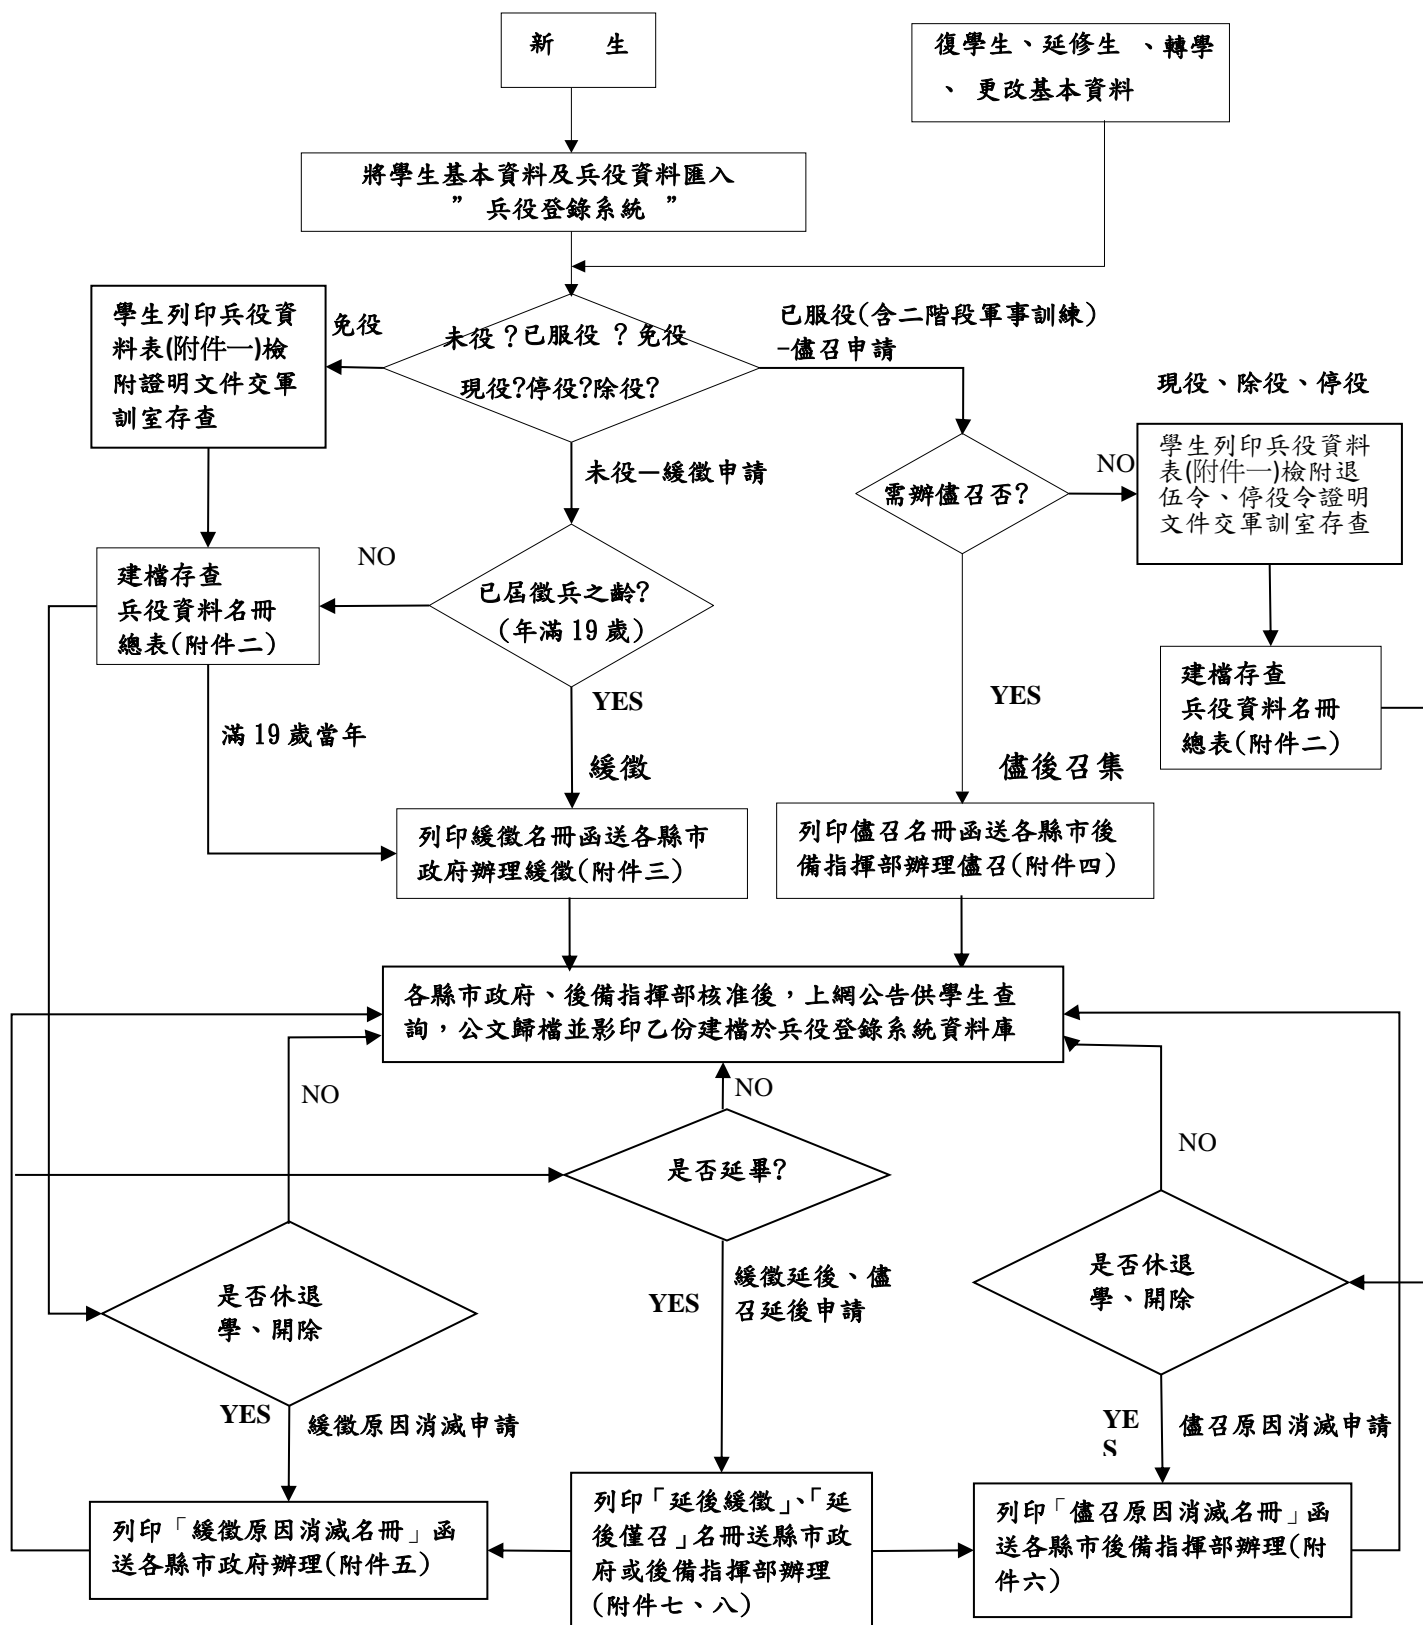 新　　生
復學生、延修生 、轉學
、 更改基本資料
將學生基本資料及兵役資料匯入
” 兵役登錄系統 ”
學生列印兵役資
料表(附件一)檢
附證明文件交軍
訓室存查
免役
未役？已服役 ？免役
現役?停役?除役?
已服役(含二階段軍事訓練)
-儘召申請
現役、除役、停役
學生列印兵役資料
表(附件一)檢附退
伍令、停役令證明
文件交軍訓室存查
未役—緩徵申請
需辦儘召否?
NO
建檔存查
兵役資料名冊
總表(附件二)
NO
已屆徵兵之齡?
(年滿 19 歲)
YES
YES
建檔存查
兵役資料名冊
總表(附件二)
滿 19 歲當年
緩徵
儘後召集
列印緩徵名冊函送各縣市
政府辦理緩徵(附件三)
列印儘召名冊函送各縣市後
備指揮部辦理儘召(附件四)
各縣市政府、後備指揮部核准後，上網公告供學生查
詢，公文歸檔並影印乙份建檔於兵役登錄系統資料庫
NO
NO
NO
是否延畢?
是否休退
學、開除
是否休退
學、開除
YES
緩徵延後、儘
召延後申請
YES
緩徵原因消滅申請
YE
S
儘召原因消滅申請
列印「緩徵原因消滅名冊」函
送各縣市政府辦理(附件五)
列印「延後緩徵」、「延
後僅召」名冊送縣市政
府或後備指揮部辦理
(附件七、八)
列印「儘召原因消滅名冊」函
送各縣市後備指揮部辦理(附
件六)